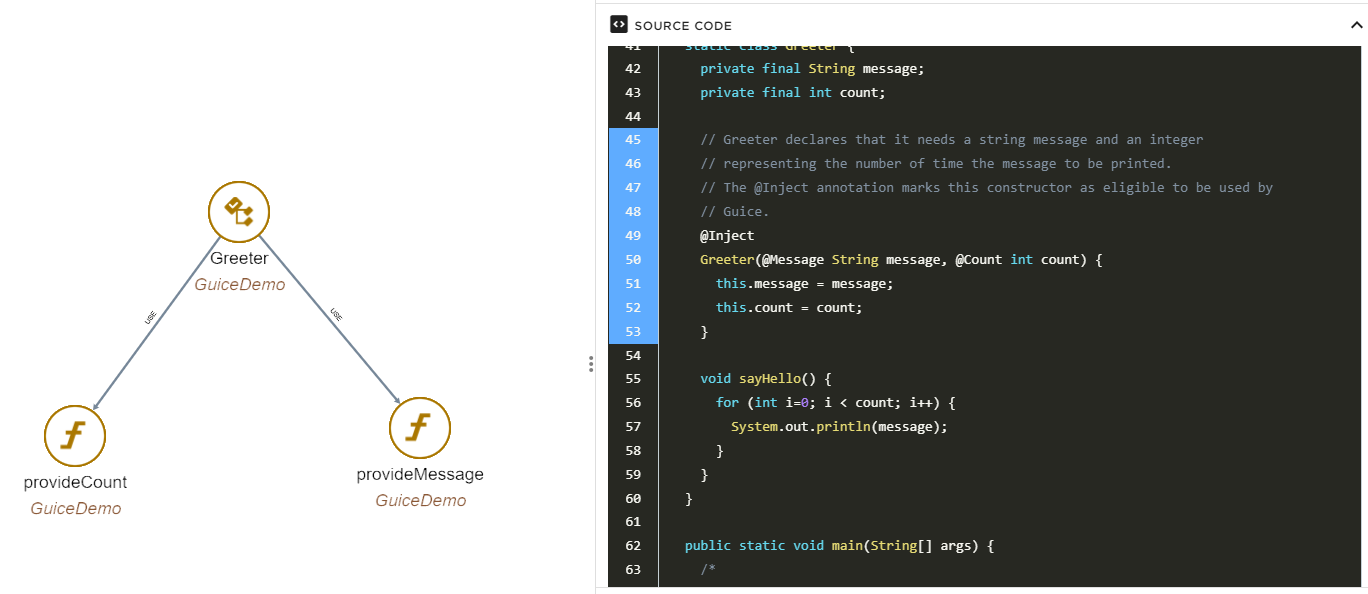 Greeter
GuiceDemo
USE
USE
provideCount
GuiceDemo
provideMessage
GuiceDemo
SOURCE CODE
41 static class Greeter {
42 private final String message;
43 private final int count;
44
45 // Greeter declares that it needs a string message and an integer
46 // representing the number of time the message to be printed.
47 // The @Inject annotation marks this constructor as eligible to be used by
48 // Guice.
49 @Inject
50 Greeter(@Message String message, @Count int count) {
51 this.message = message;
52 this.count = count;
53 }
54
55 void sayHello() {
56 for (int i=0; i < count; i++) {
57 System.out.println(message);
58 }
59 }
60 }
61
62 public static void main(String[] args) {
63 /*